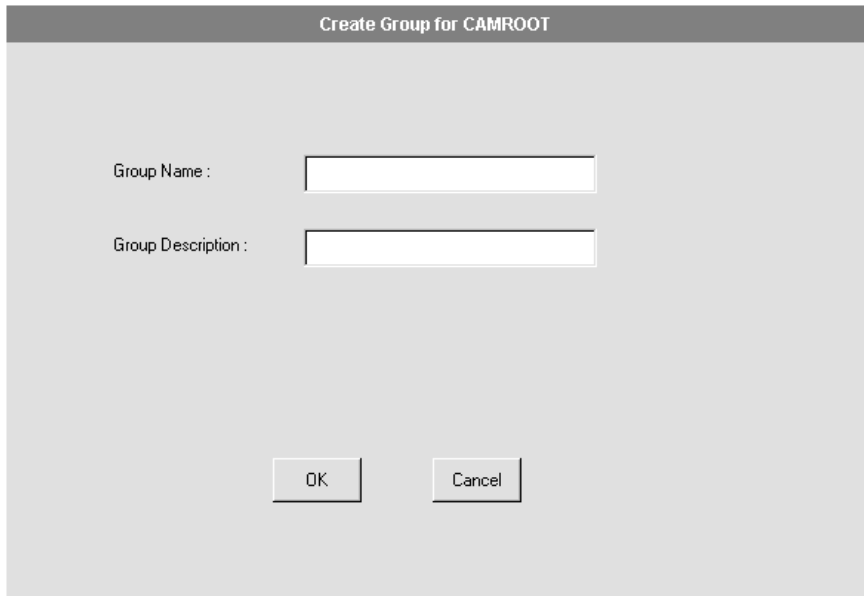 Create Group for CAMROOT
Group Name :
Group Description :
OK
Cancel